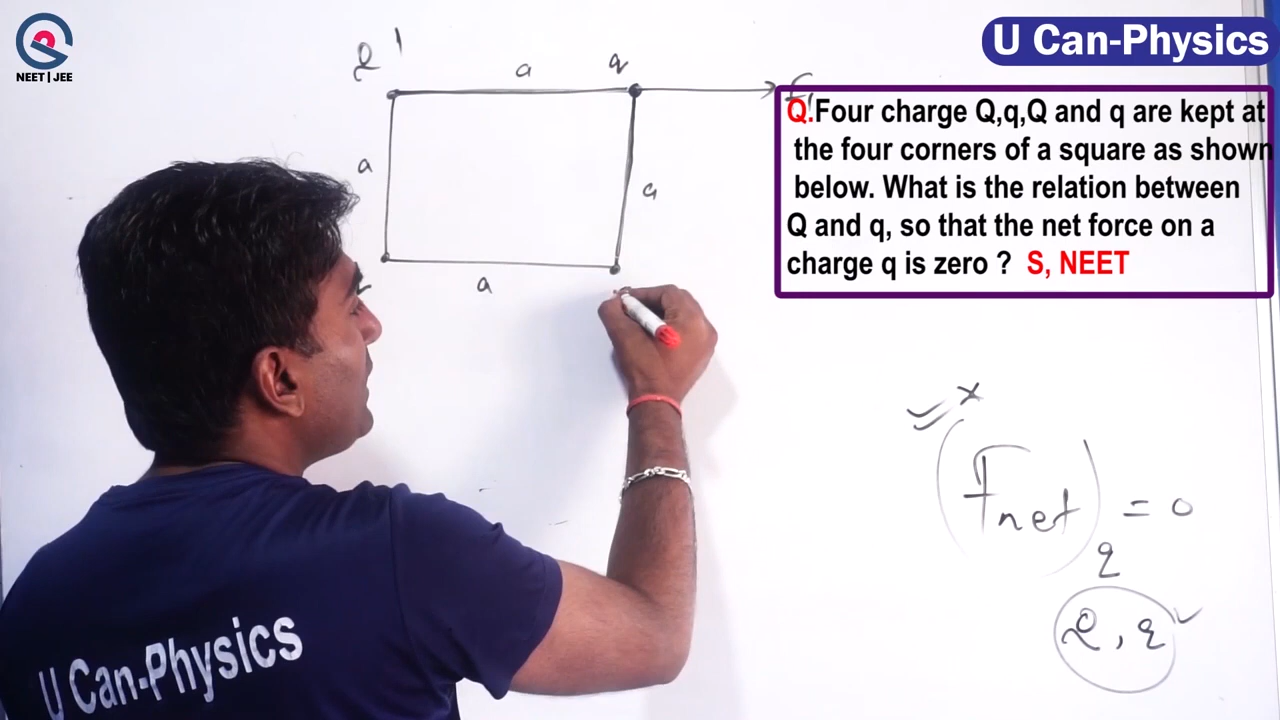 NEET | JEE
U Can-Physics
Q 1
a
q
F1
Q.Four charge Q,q,Q and q are kept at
the four corners of a square as shown
below. What is the relation between
Q and q, so that the net force on a
charge q is zero ? S, NEET
a
a
a
x
Fnet = 0
q
Q, q
U Can-Physics